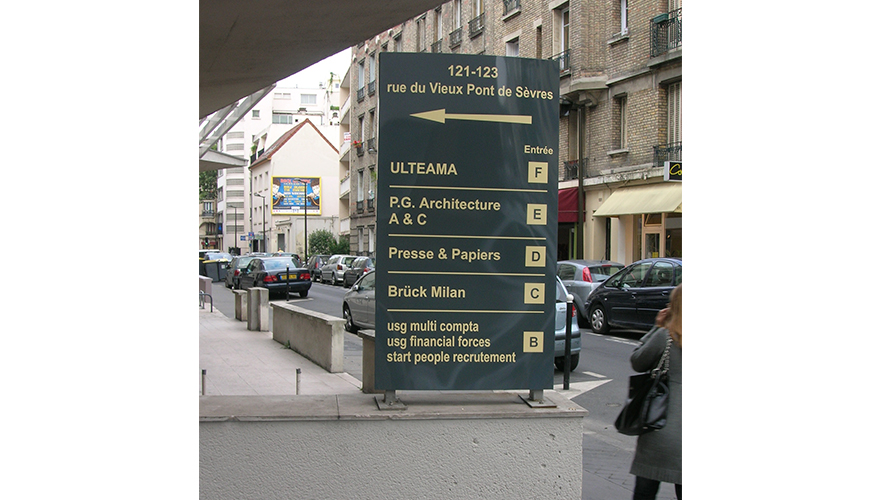 121-123
rue du Vieux Pont de Sèvres
Entrée
ULTEAMA F
P.G. Architecture
A & C E
Presse & Papiers D
Brück Milan C
usg multi compta
usg financial forces B
start people recrutement